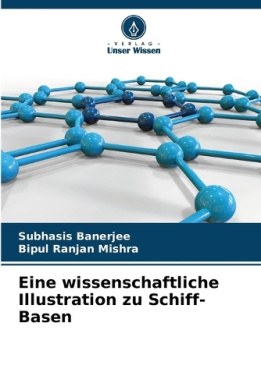 - VERLAG -
Unser Wissen
Subhasis Banerjee
Bipul Ranjan Mishra
Eine wissenschaftliche
Illustration zu Schiff-
Basen